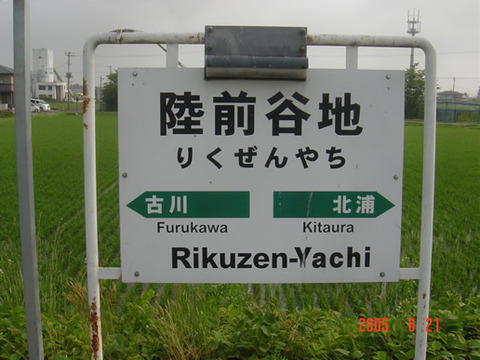 陸前谷地
りくぜんやち
古川 北浦
Furukawa Kitaura
Rikuzen-Yachi
2005 6 21